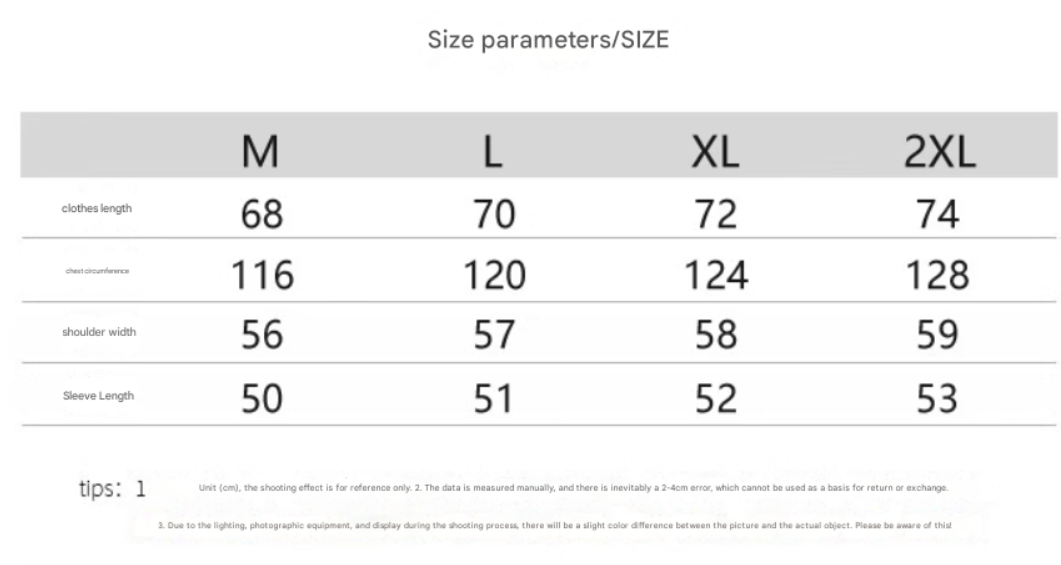 Size parameters/SIZE
M L XL 2XL
clothes length 68 70 72 74
chest circumference 116 120 124 128
shoulder width 56 57 58 59
Sleeve Length 50 51 52 53
tips: 1 Unit (cm), the shooting effect is for reference only. 2. The data is measured manually, and there is inevitably a 2-4cm error, which cannot be used as a basis for return or exchange.
3. Due to the lighting, photographic equipment, and display during the shooting process, there will be a slight color difference between the picture and the actual object. Please be aware of this!